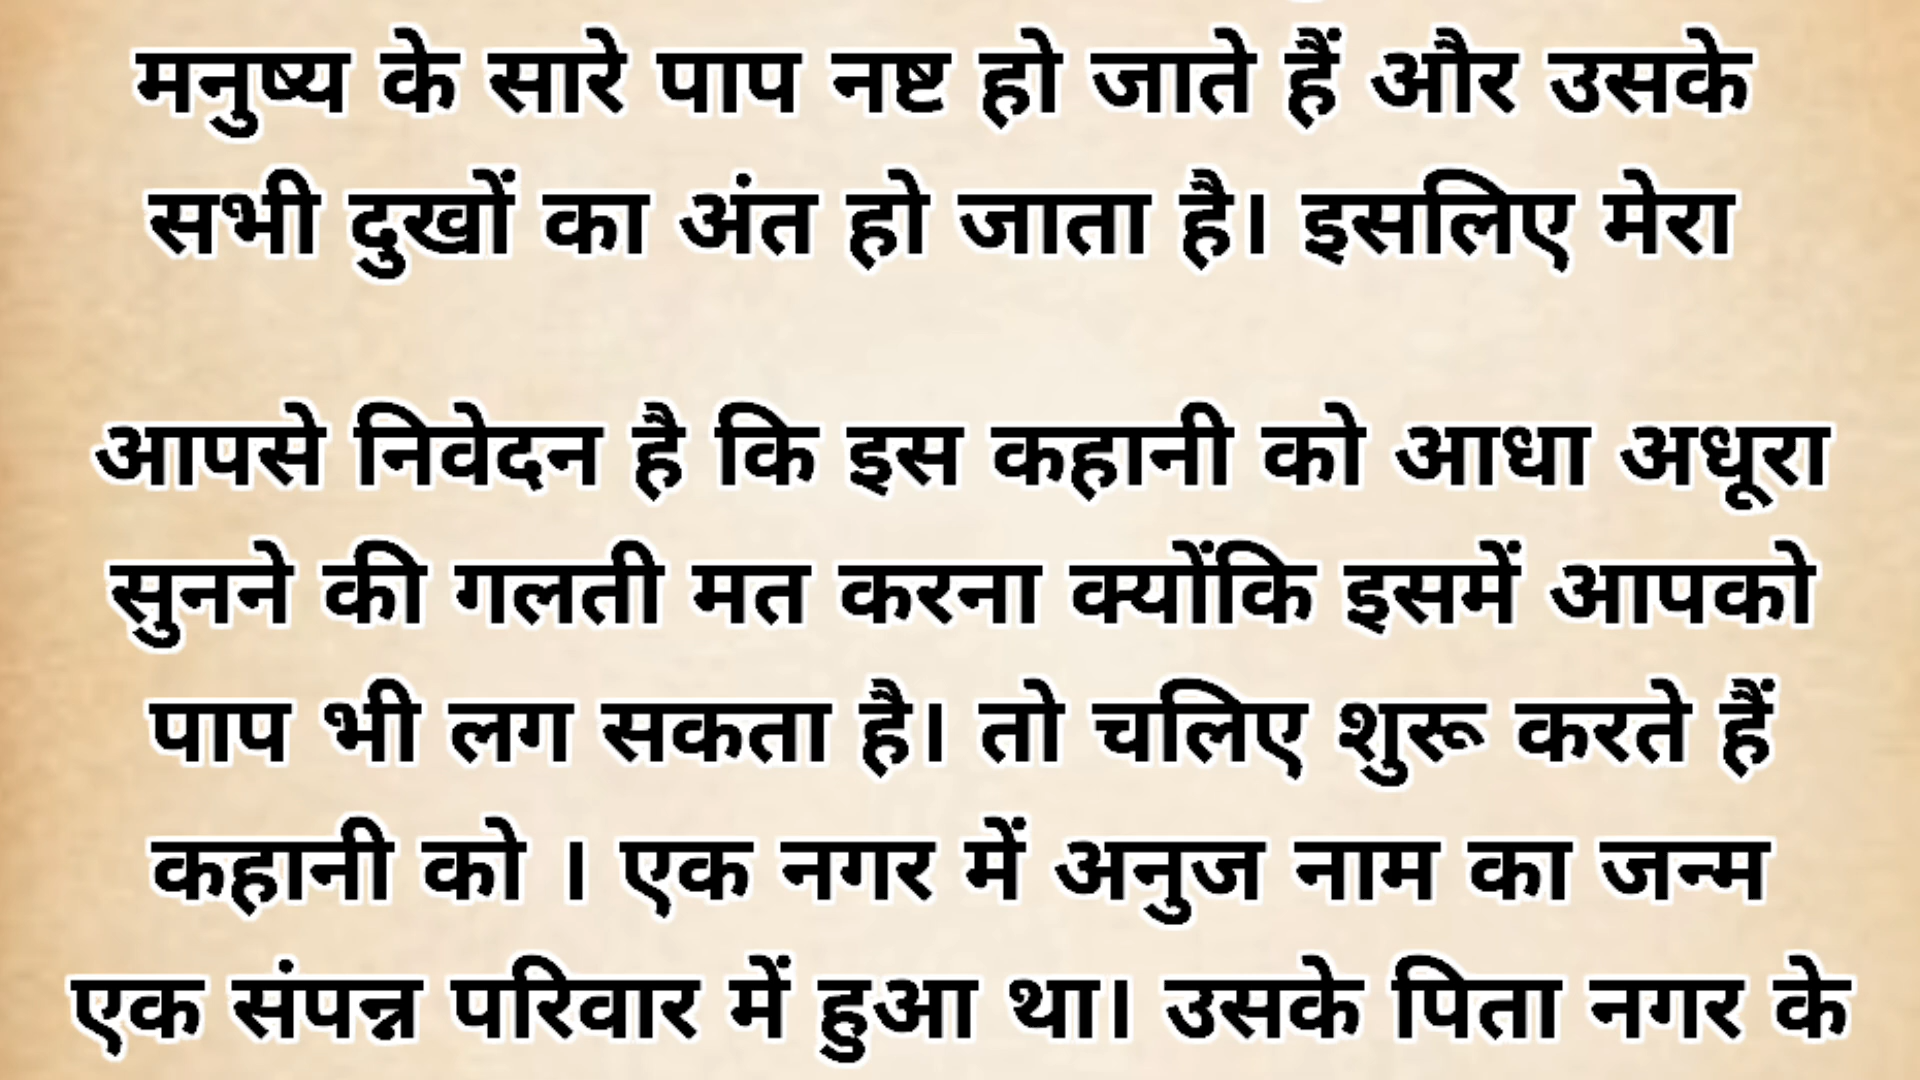 मनुष्य के सारे पाप नष्ट हो जाते हैं और उसके
सभी दुखों का अंत हो जाता है। इसलिए मेरा
आपसे निवेदन है कि इस कहानी को आधा अधूरा
सुनने की गलती मत करना क्योंकि इसमें आपको
पाप भी लग सकता है। तो चलिए शुरू करते हैं
कहानी को । एक नगर में अनुज नाम का जन्म
एक संपन्न परिवार में हुआ था। उसके पिता नगर के